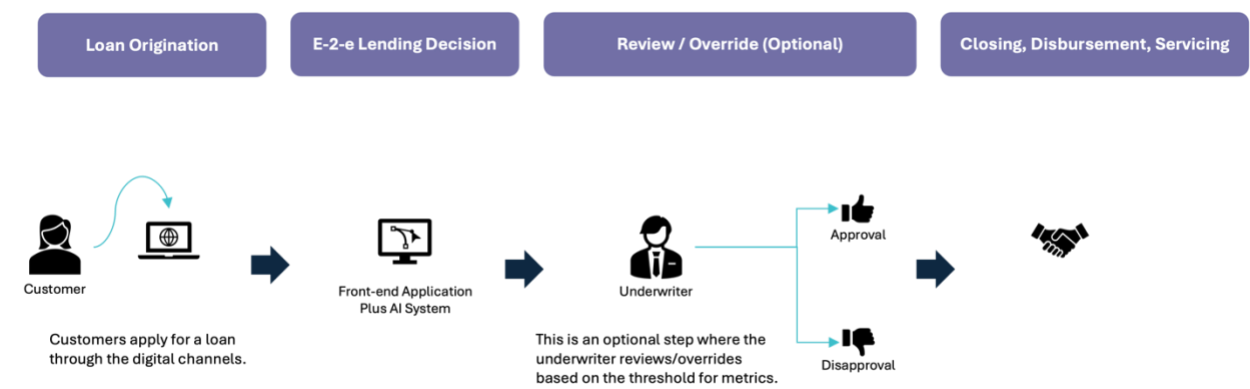 Loan Origination
E-2-e Lending Decision
Review / Override (Optional)
Closing, Disbursement, Servicing
Customer
Customers apply for a loan
through the digital channels.
Front-end Application
Plus AI System
Underwriter
This is an optional step where the
underwriter reviews/overrides
based on the threshold for metrics.
Approval
Disapproval